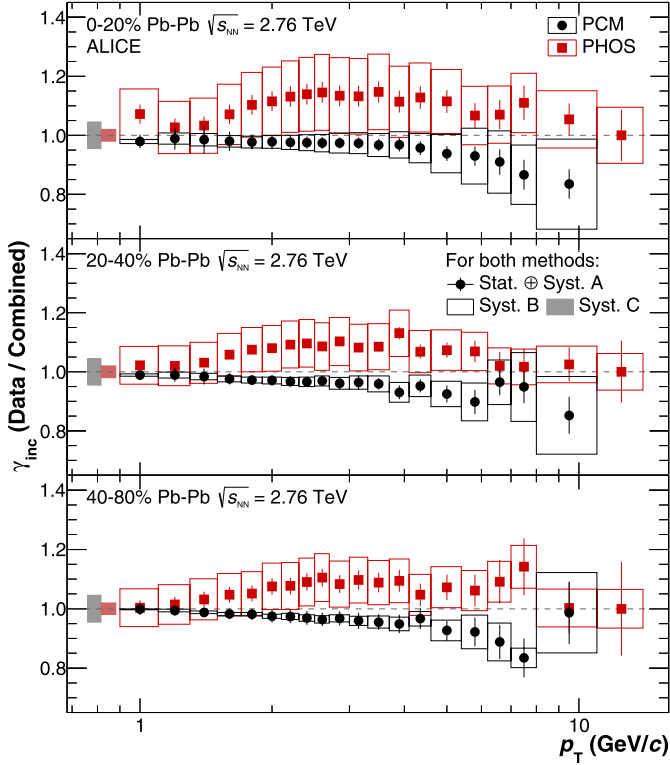 0-20% Pb-Pb √sNN = 2.76 TeV
ALICE
PCM
PHOS
1.4
1.2
1.0
0.8
20-40% Pb-Pb √sNN = 2.76 TeV
For both methods:
Stat. ⊕ Syst. A
Syst. B
Syst. C
1.4
1.2
1.0
0.8
γinc (Data / Combined)
40-80% Pb-Pb √sNN = 2.76 TeV
1.4
1.2
1.0
0.8
1
10
pT (GeV/c)